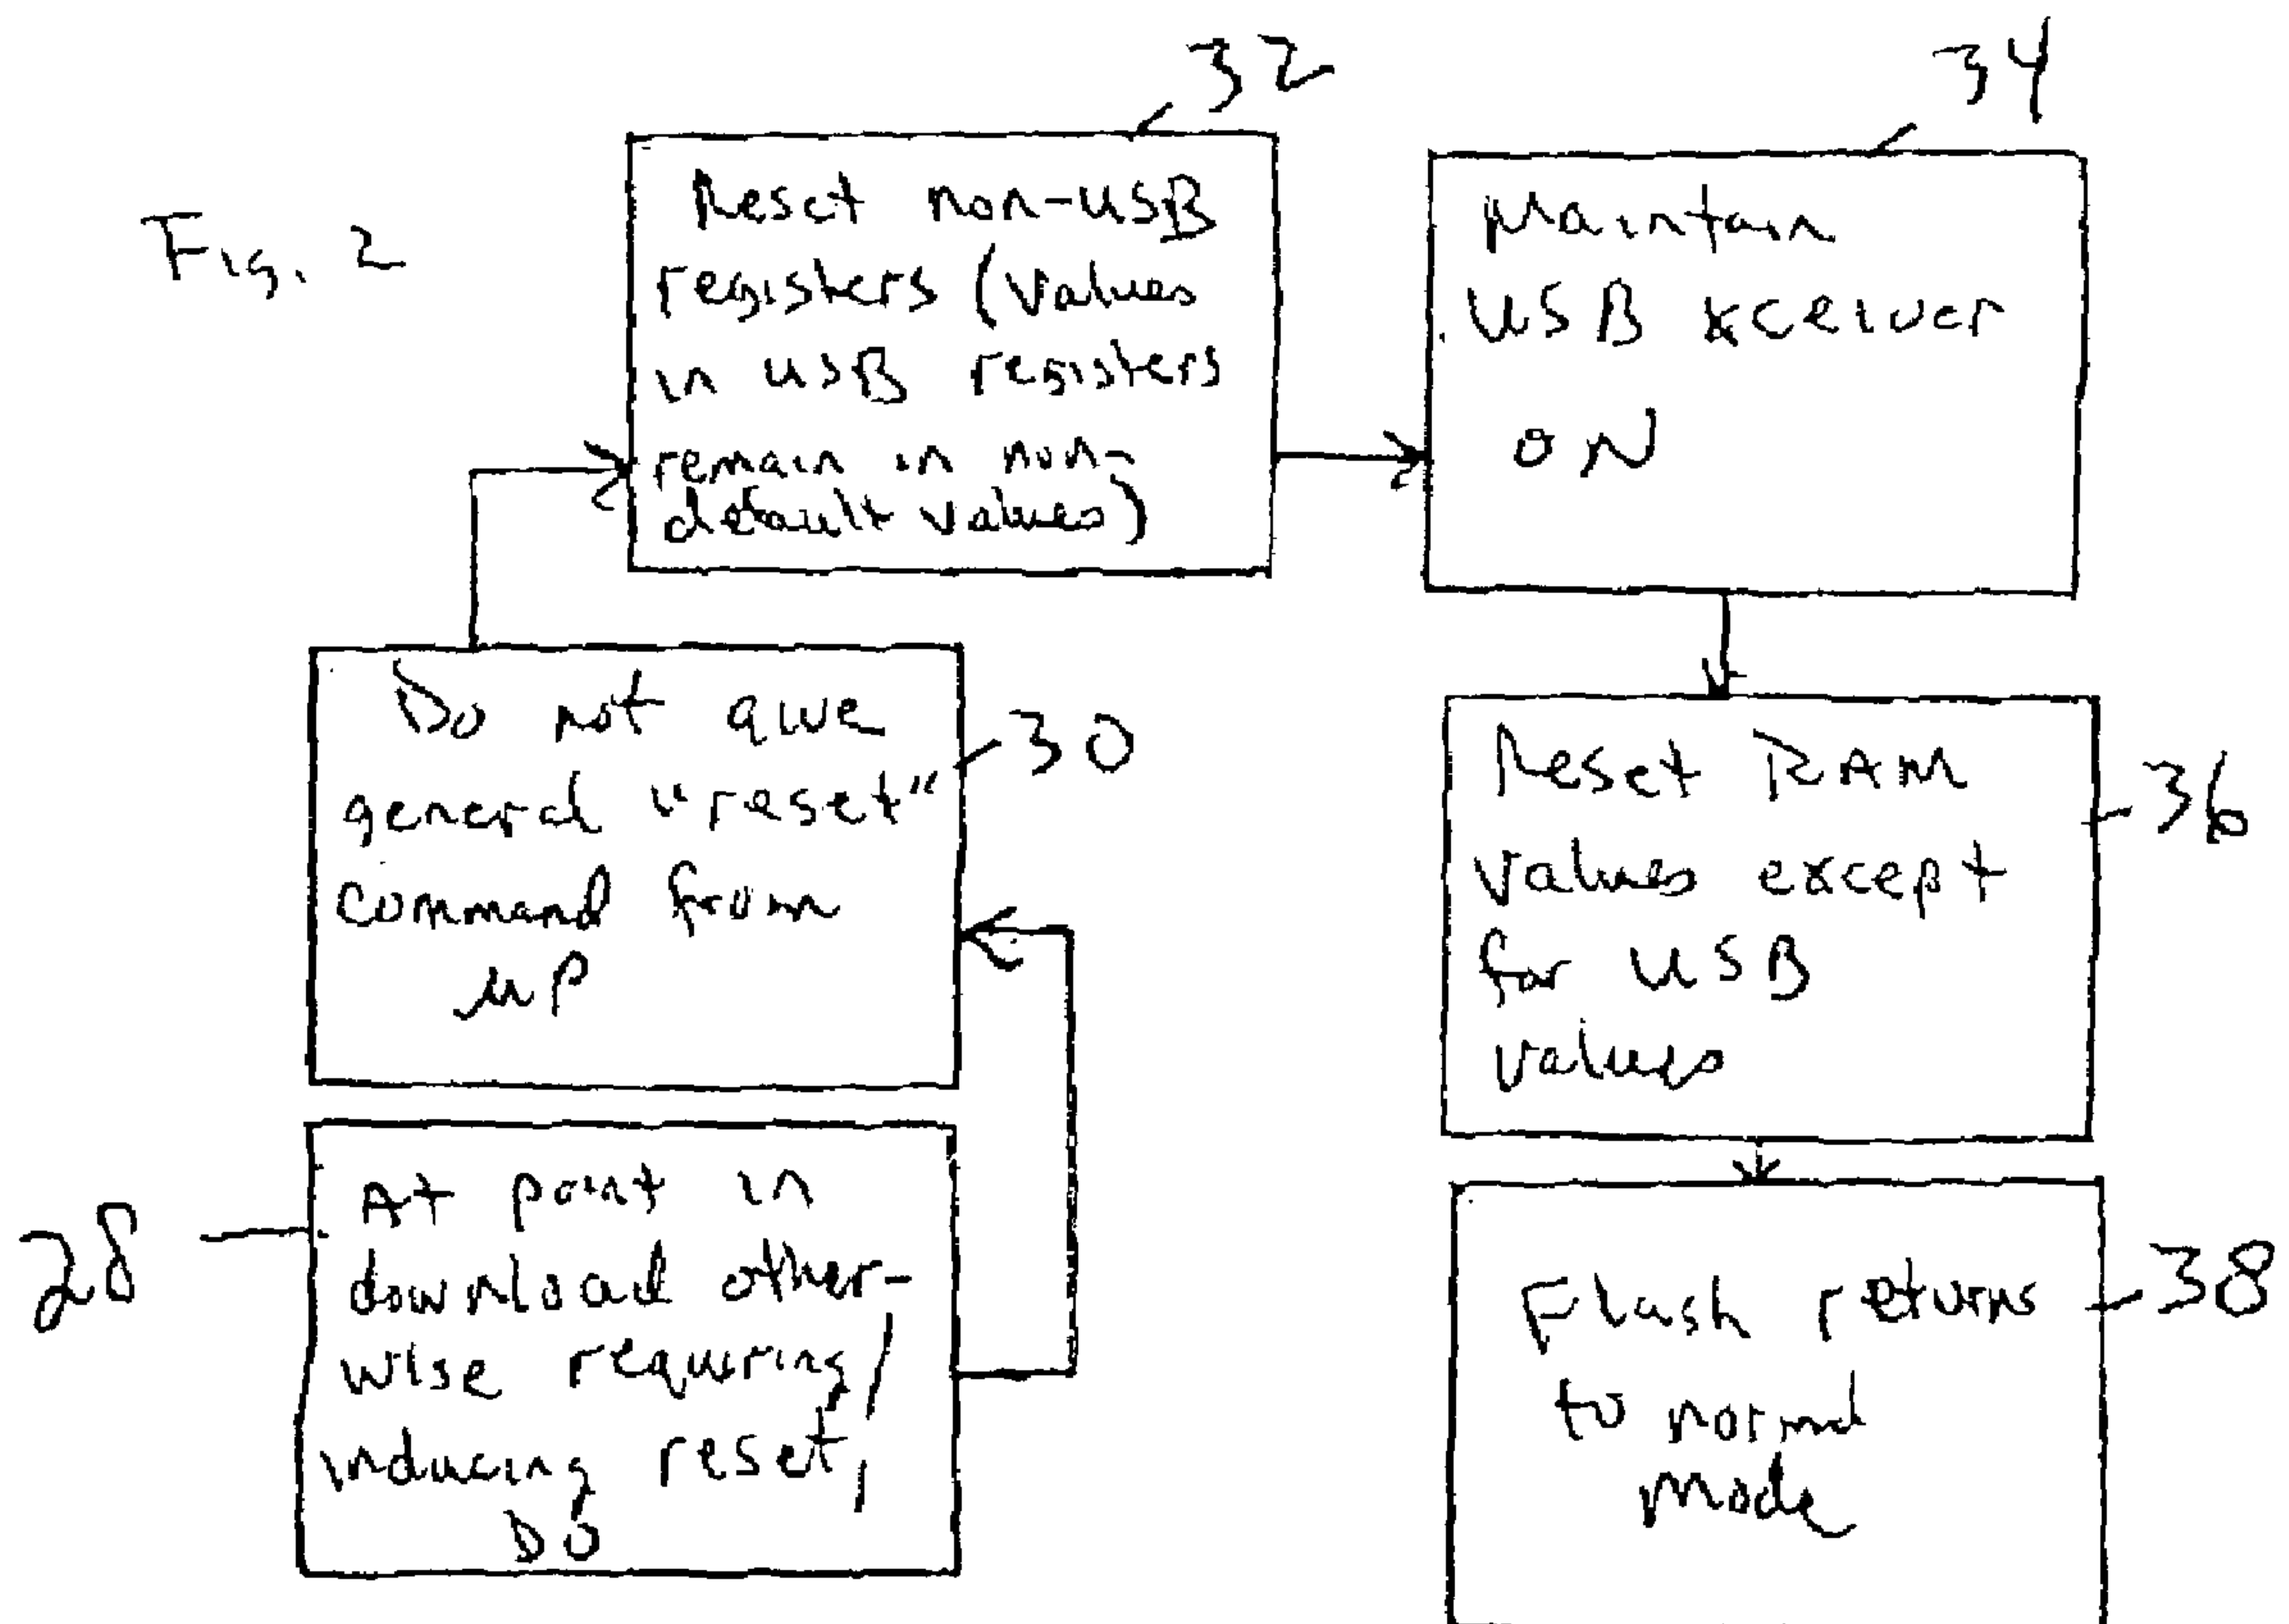 Fig. 2
32
Reset non-USB
registers (Values
in USB registers
remain in non-
default values)
34
Maintain
USB xceiver
ON
30
Do not give
general "reset"
command from
μP
36
Reset RAM
values except
for USB
values
28
At point in
download other-
wise requiring/
inducing reset,
DO
38
Flash returns
to normal
mode